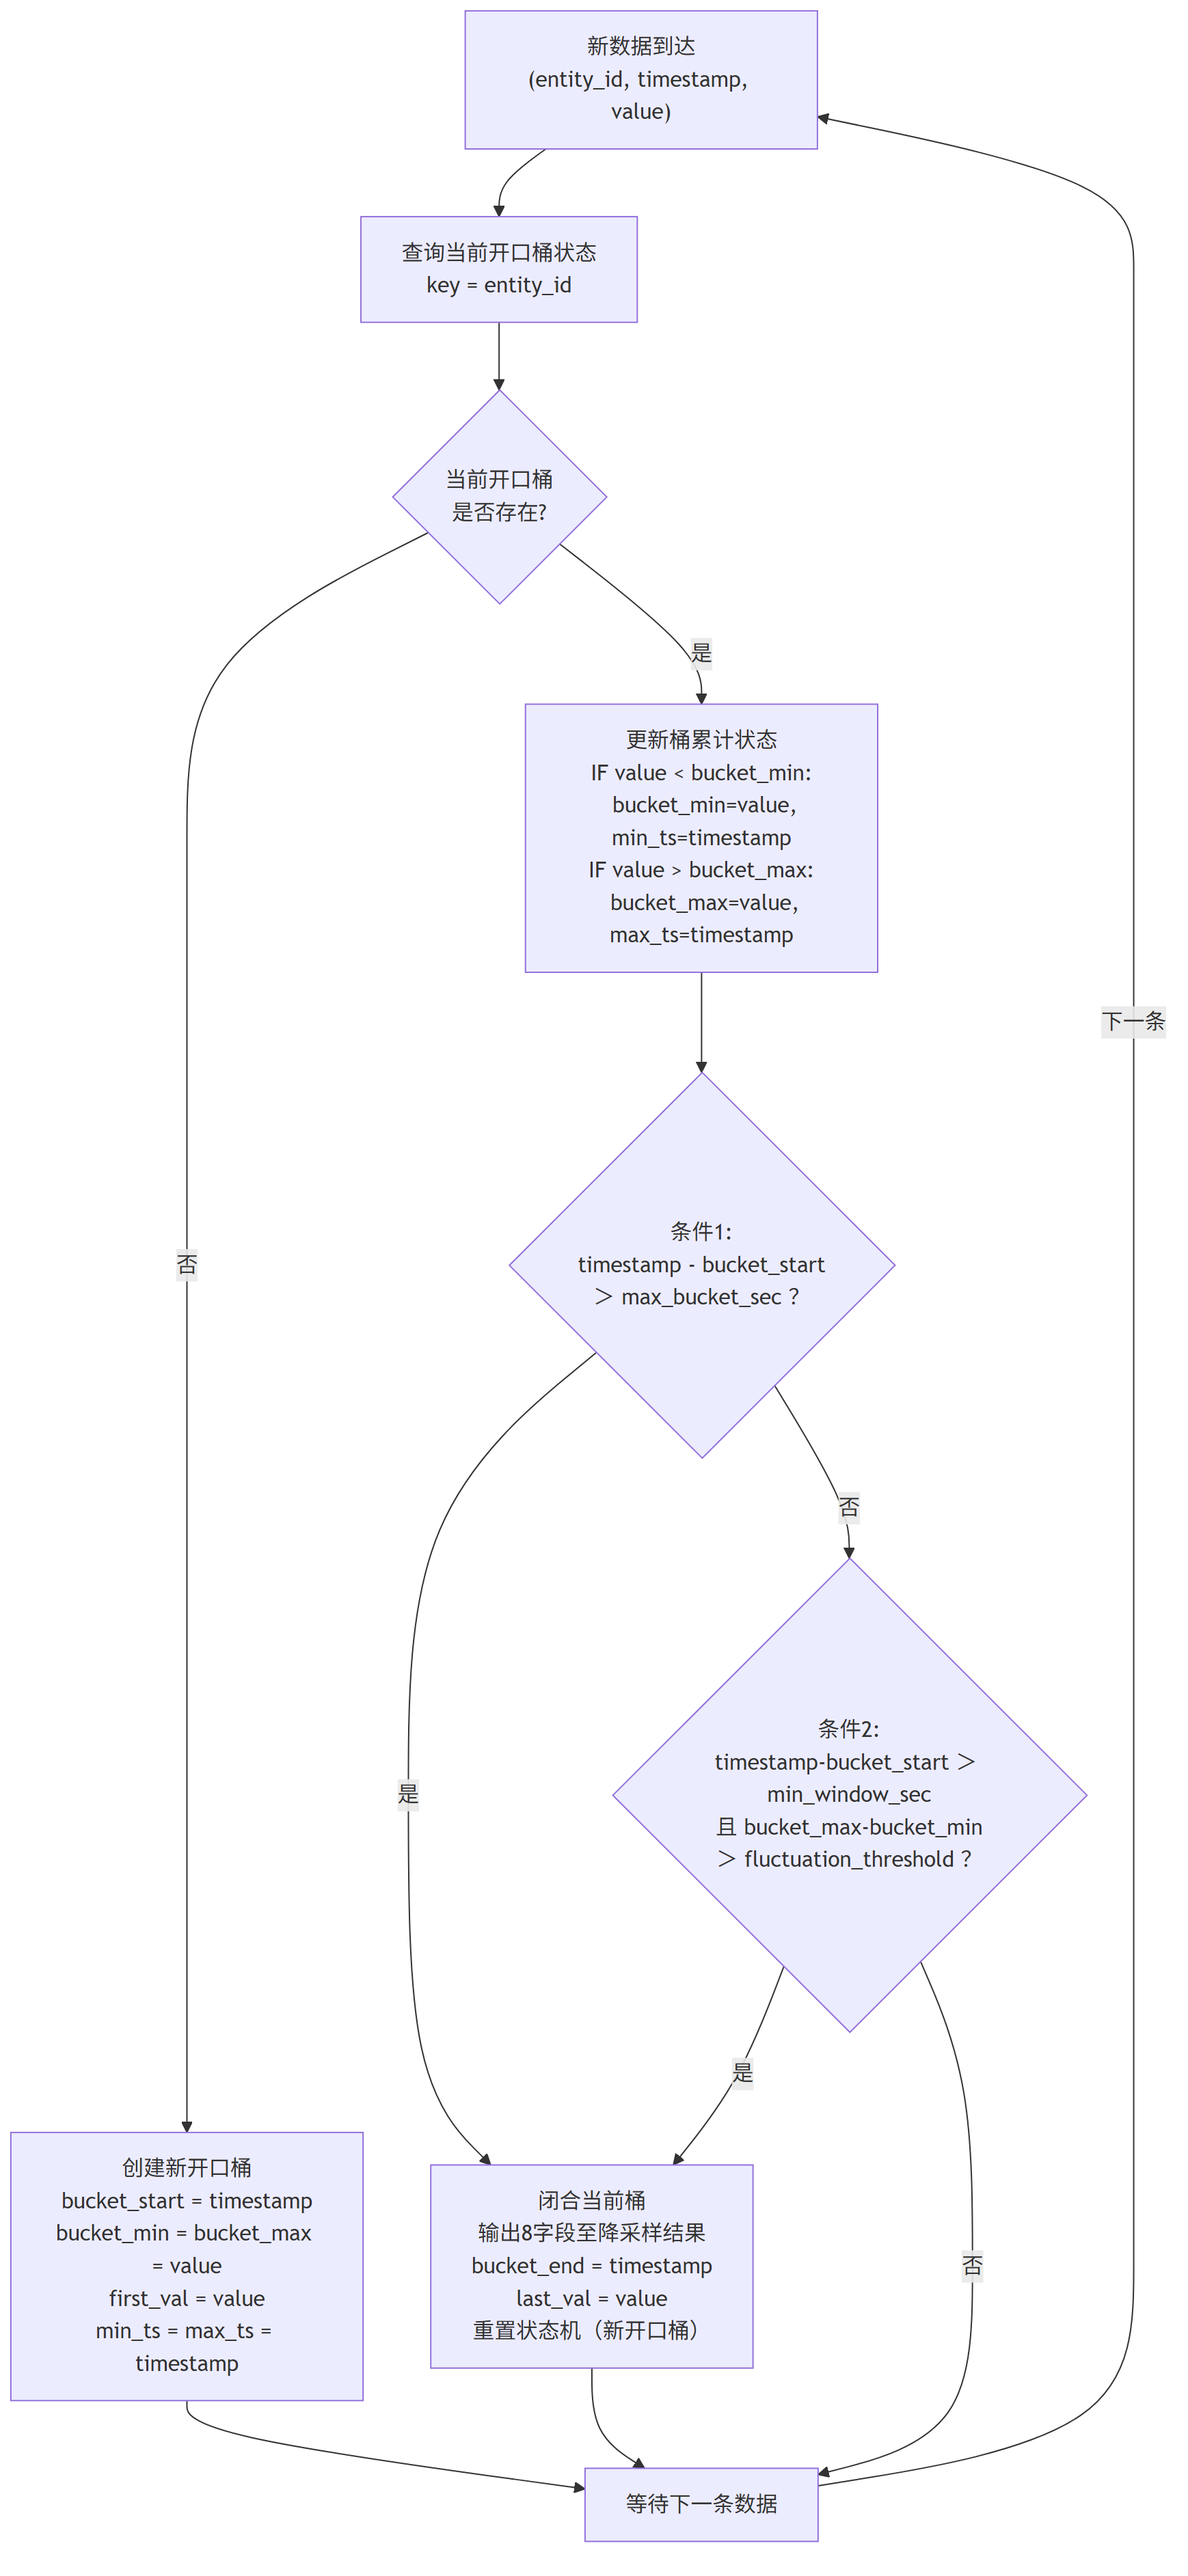 新数据到达
(entity_id, timestamp,
value)
查询当前开口桶状态
key = entity_id
当前开口桶
是否存在?
是
更新桶累计状态
IF value < bucket_min:
bucket_min=value,
min_ts=timestamp
IF value > bucket_max:
bucket_max=value,
max_ts=timestamp
下一条
条件1:
timestamp - bucket_start
＞ max_bucket_sec ?
否
否
条件2:
timestamp-bucket_start ＞
min_window_sec
且 bucket_max-bucket_min
＞ fluctuation_threshold ?
是
是
否
创建新开口桶
bucket_start = timestamp
bucket_min = bucket_max
= value
first_val = value
min_ts = max_ts =
timestamp
闭合当前桶
输出8字段至降采样结果
bucket_end = timestamp
last_val = value
重置状态机（新开口桶）
等待下一条数据